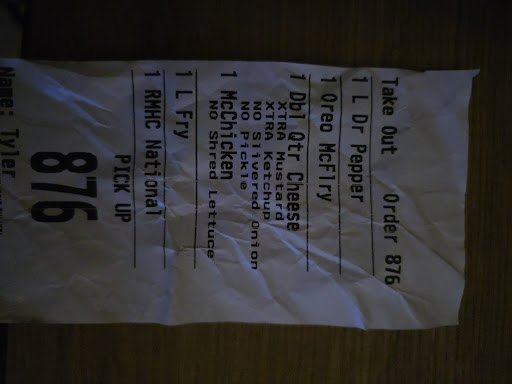 Take Out Order 876
1 L Dr Pepper
1 Oreo McFlry
1 Dbl Qtr Cheese
XTRA Mustard
XTRA Ketchup
NO Slivered Onion
NO Pickle
1 McChicken
NO Shred Lettuce
1 L Fry
1 RMHC National
PICK UP
876
Name: Tyler